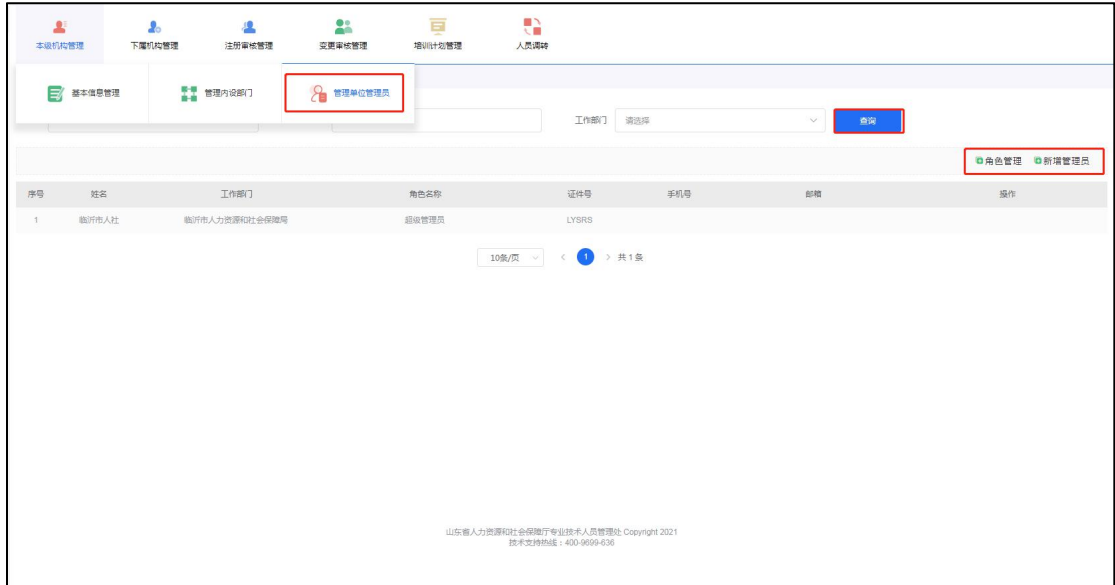 本级机构管理 下属机构管理 注册审核管理 变更审核管理 培训计划管理 人员调转
基本信息管理 管理内设部门 管理单位管理员
工作部门 请选择 查询
角色管理 新增管理员
序号 姓名 工作部门 角色名称 证件号 手机号 邮箱 操作
1 临沂市人社 临沂市人力资源和社会保障局 超级管理员 LYSRS
10条/页 < 1 > 共 1 条
山东省人力资源和社会保障厅专业技术人员管理处 Copyright 2021
技术支持热线：400-9699-636